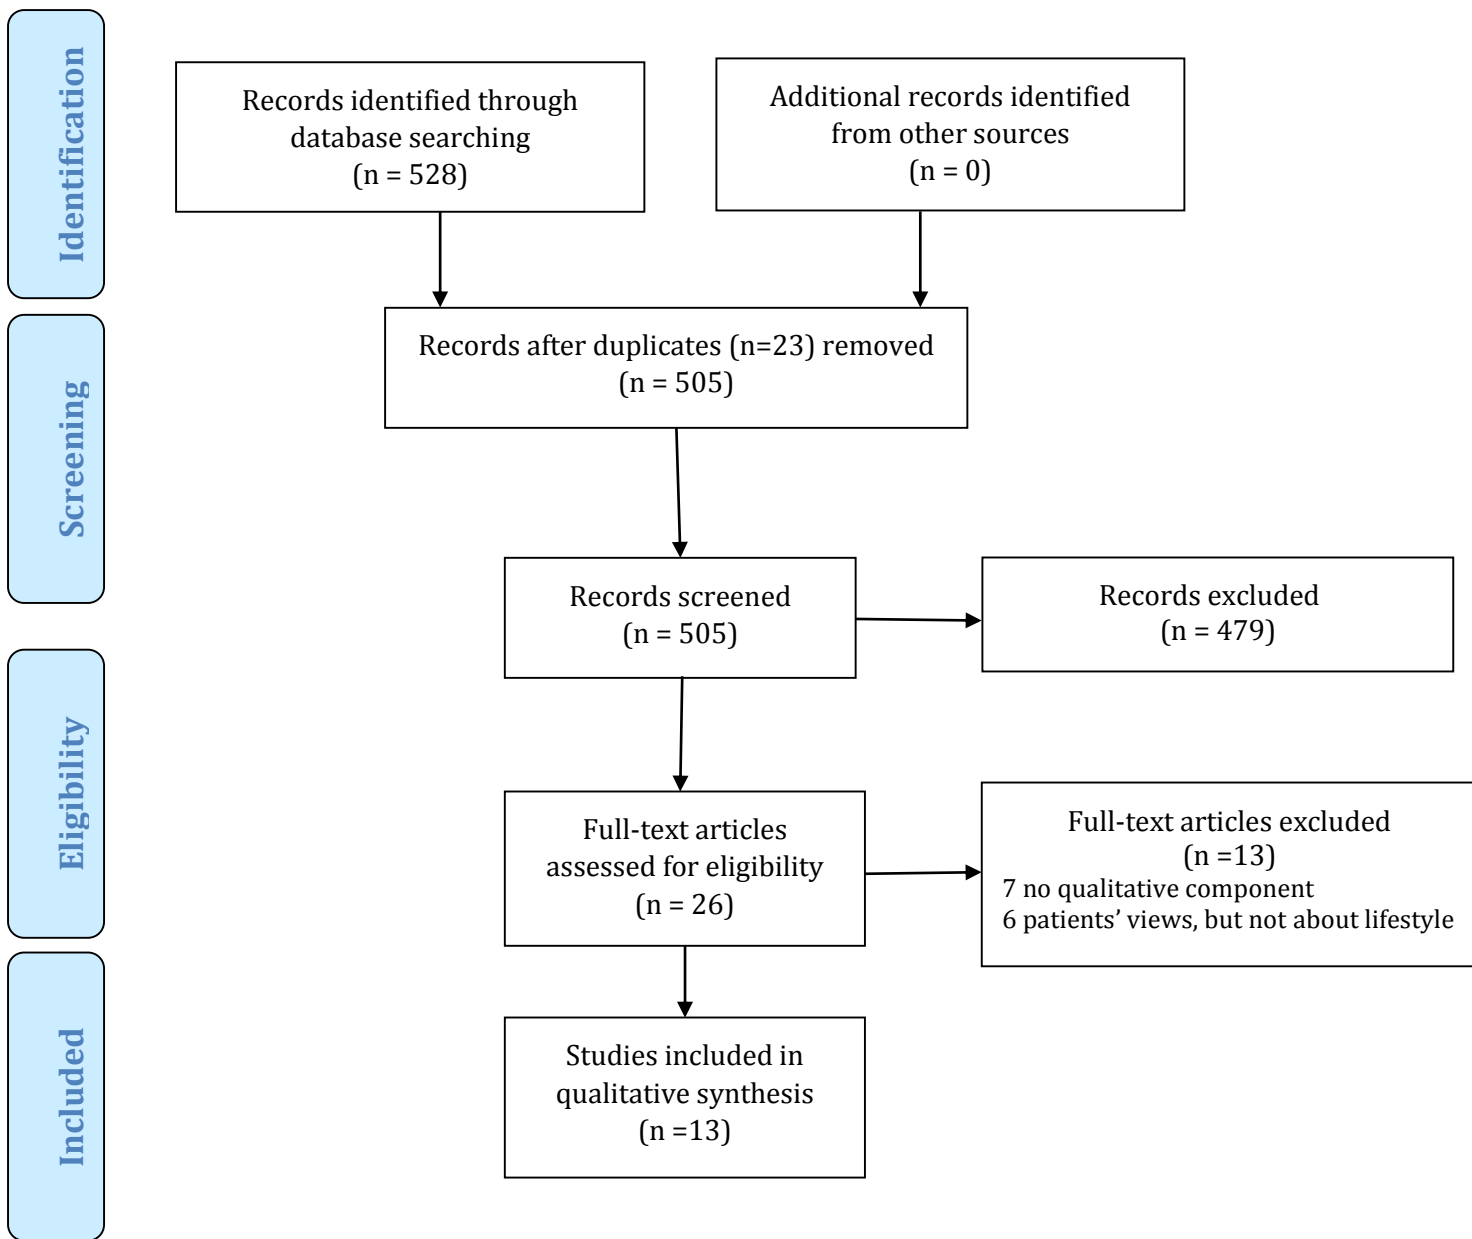 Identification
Records identified through
database searching
(n = 528)
Additional records identified
from other sources
(n = 0)
Screening
Records after duplicates (n=23) removed
(n = 505)
Records screened
(n = 505)
Records excluded
(n = 479)
Eligibility
Full-text articles
assessed for eligibility
(n = 26)
Full-text articles excluded
(n =13)
7 no qualitative component
6 patients’ views, but not about lifestyle
Included
Studies included in
qualitative synthesis
(n =13)